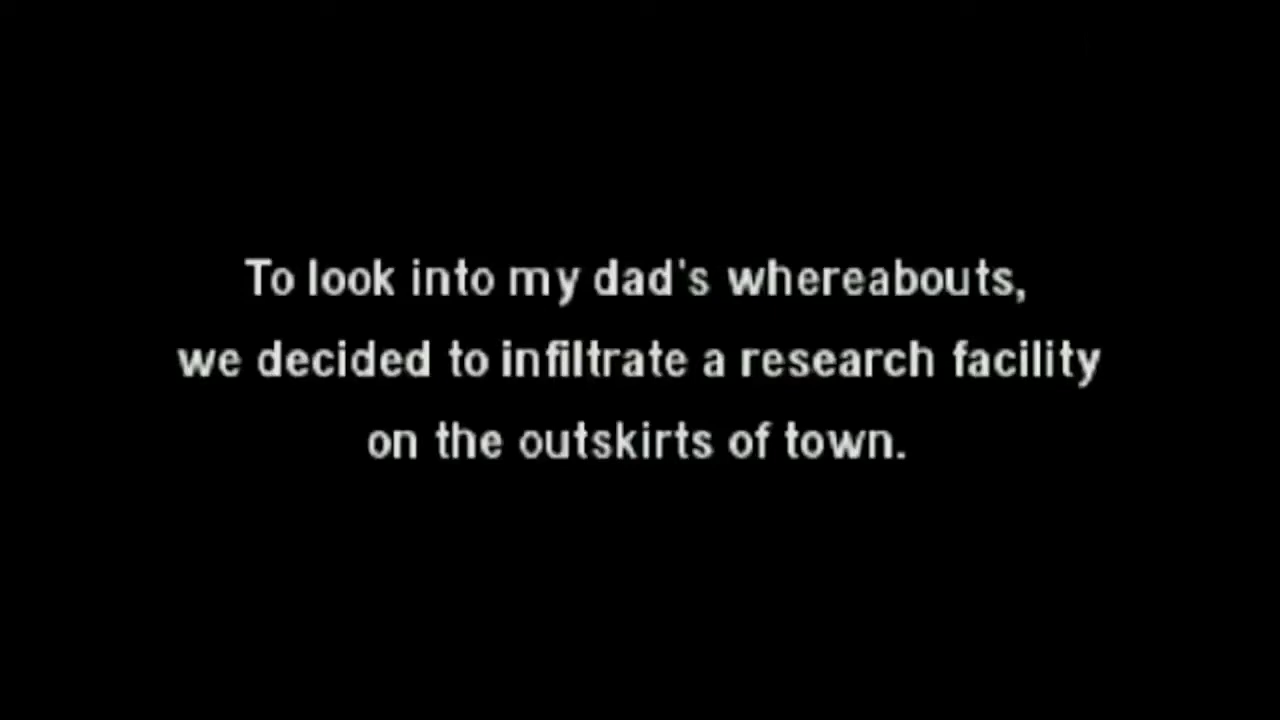 To look into my dad's whereabouts,
we decided to infiltrate a research facility
on the outskirts of town.